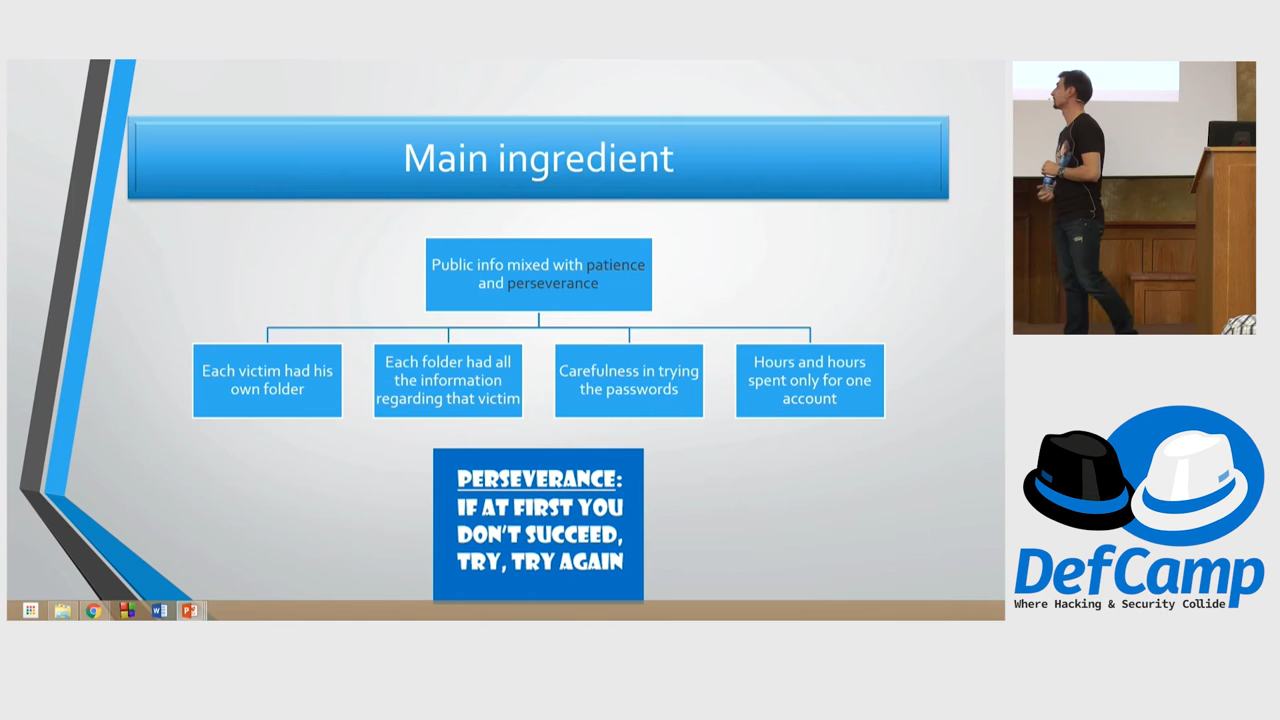 Main ingredient
Public info mixed with patience
and perseverance
Each victim had his
own folder
Each folder had all
the information
regarding that victim
Carefulness in trying
the passwords
Hours and hours
spent only for one
account
PERSEVERANCE:
IF AT FIRST YOU
DON'T SUCCEED,
TRY, TRY AGAIN
DefCamp
Where Hacking & Security Collide